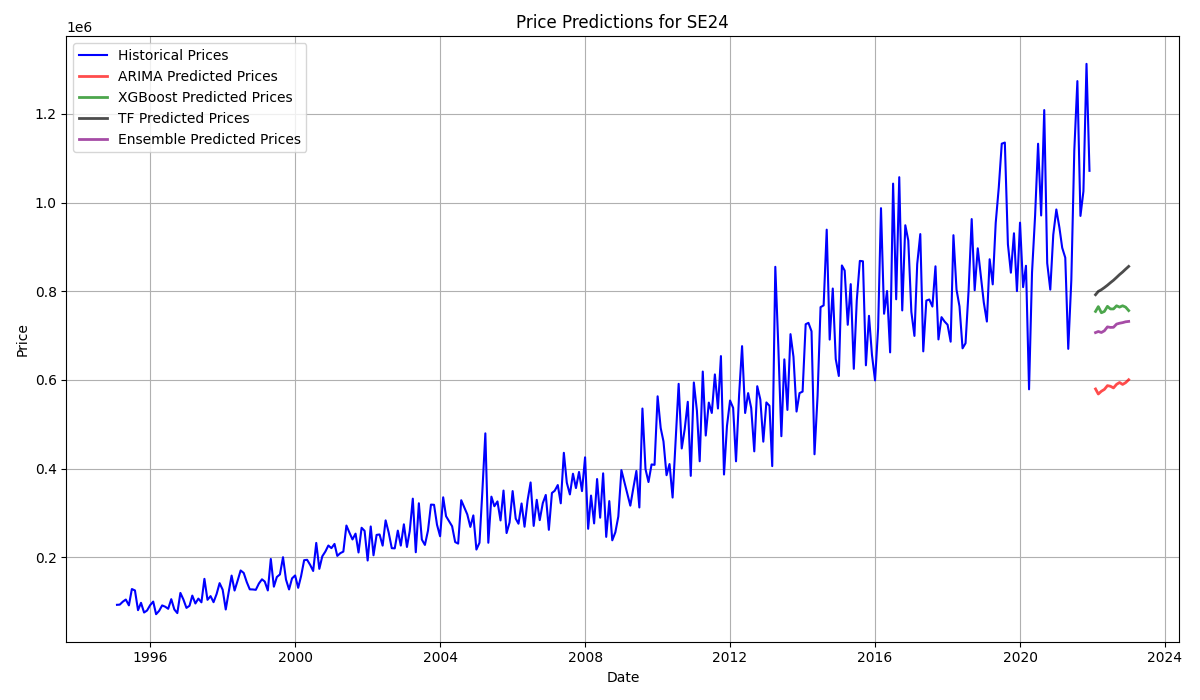 Price Predictions for SE24
1e6
Historical Prices
ARIMA Predicted Prices
XGBoost Predicted Prices
TF Predicted Prices
Ensemble Predicted Prices
1.2
1.0
0.8
0.6
0.4
0.2
Price
1996 2000 2004 2008 2012 2016 2020 2024
Date